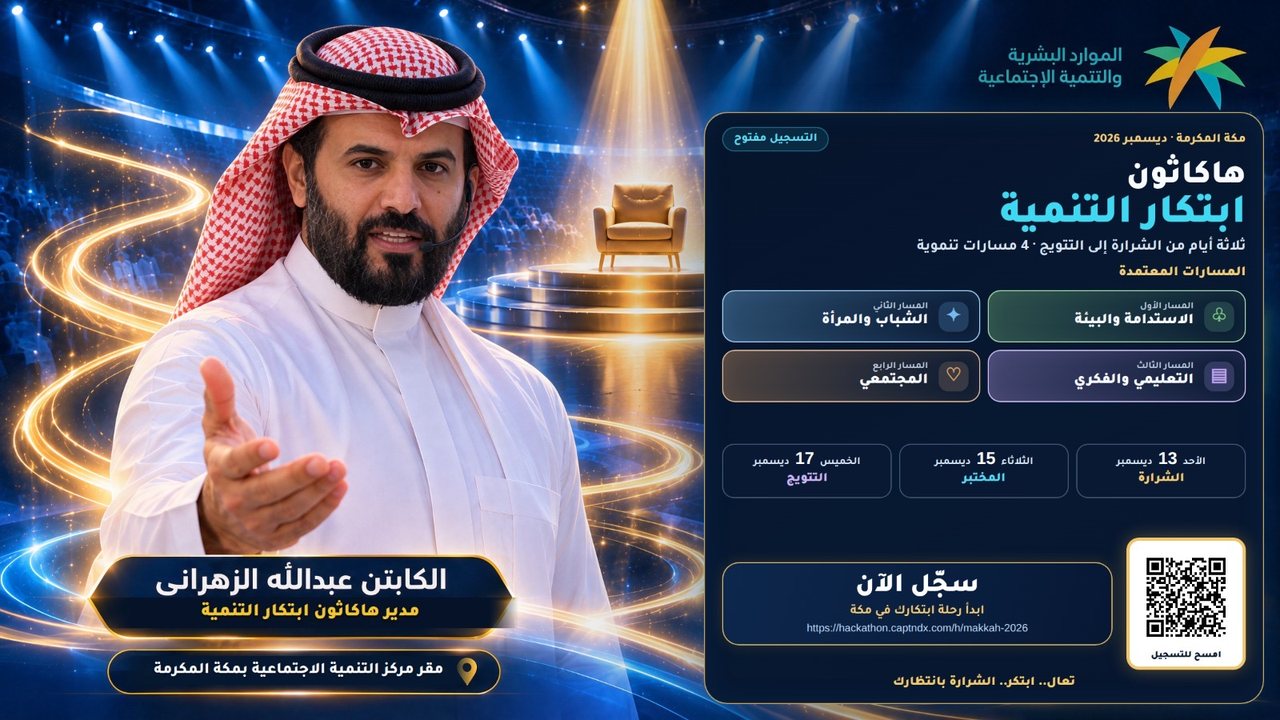 الموارد البشرية
والتنمية الإجتماعية
مكة المكرمة · ديسمبر 2026
التسجيل مفتوح
هاكاثون
ابتكار التنمية
ثلاثة أيام من الشرارة إلى التتويج · 4 مسارات تنموية
المسارات المعتمدة
المسار الأول
الاستدامة والبيئة
المسار الثاني
الشباب والمرأة
المسار الثالث
التعليمي والفكري
المسار الرابع
المجتمعي
الأحد 13 ديسمبر
الشرارة
الثلاثاء 15 ديسمبر
المختبر
الخميس 17 ديسمبر
التتويج
سجّل الآن
ابدأ رحلة ابتكارك في مكة
https://hackathon.captndx.com/h/makkah-2026
امسح للتسجيل
تعال.. ابتكر.. الشرارة بانتظارك
الكابتن عبدالله الزهرانى
مدير هاكاثون ابتكار التنمية
مقر مركز التنمية الاجتماعية بمكة المكرمة